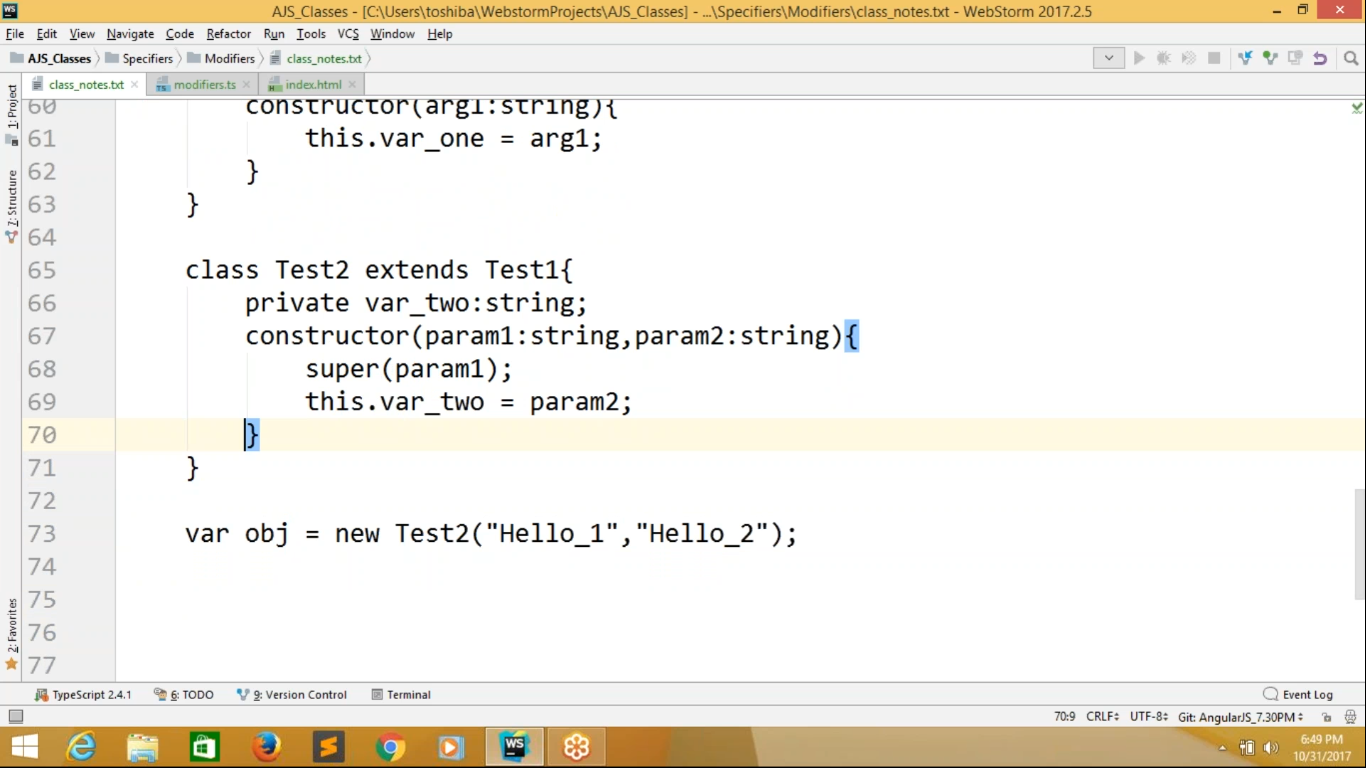 WS AJS_Classes - [C:\Users\toshiba\WebstormProjects\AJS_Classes] - ...\Specifiers\Modifiers\class_notes.txt - WebStorm 2017.2.5
File Edit View Navigate Code Refactor Run Tools VCS Window Help
AJS_Classes Specifiers Modifiers class_notes.txt
class_notes.txt modifiers.ts index.html
1: Project
7: Structure
2: Favorites
60 constructor(arg1:string){
61 this.var_one = arg1;
62 }
63 }
64
65 class Test2 extends Test1{
66 private var_two:string;
67 constructor(param1:string,param2:string){
68 super(param1);
69 this.var_two = param2;
70 }
71 }
72
73 var obj = new Test2("Hello_1","Hello_2");
74
75
76
77
TypeScript 2.4.1 6: TODO 9: Version Control Terminal Event Log
70:9 CRLF UTF-8 Git: AngularJS_7.30PM
WS
6:49 PM
10/31/2017